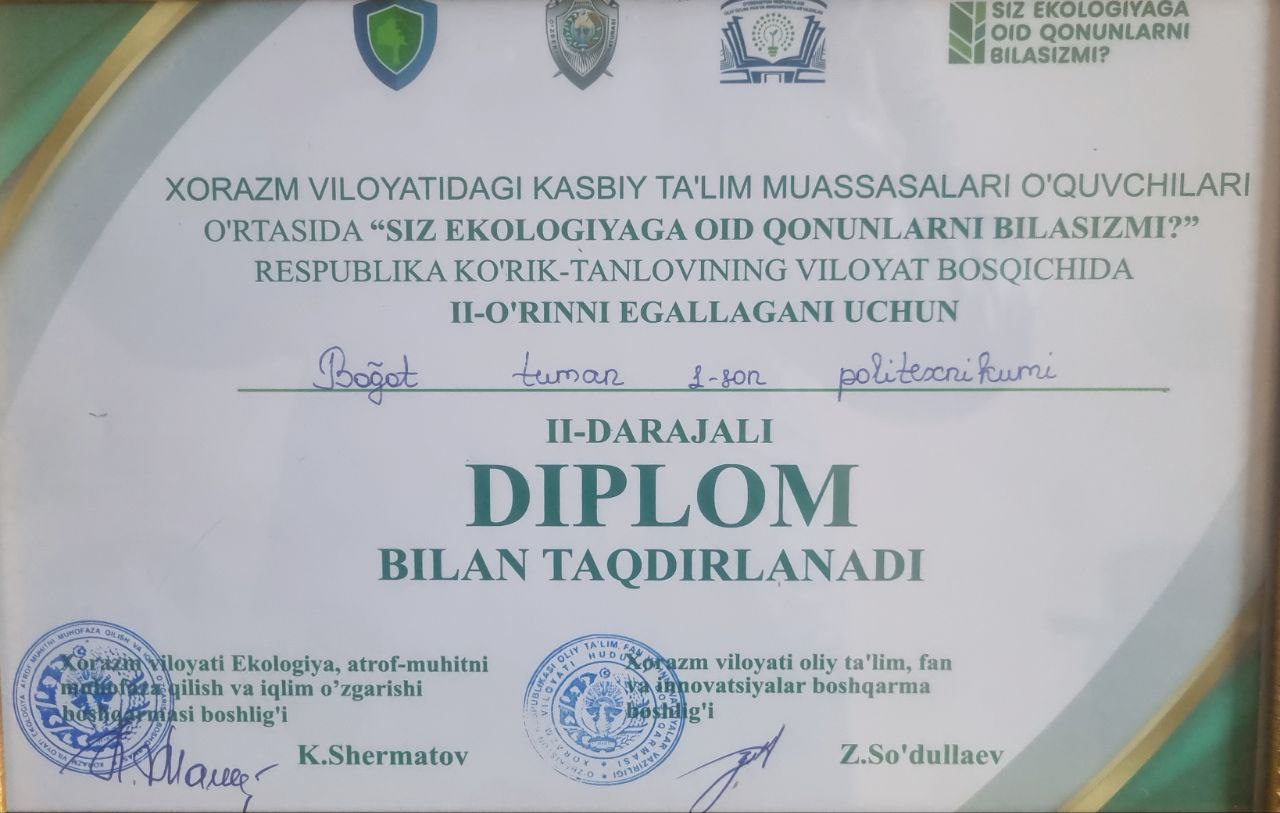 SIZ EKOLOGIYAGA
OID QONUNLARNI
BILASIZMI?
XORAZM VILOYATIDAGI KASBIY TA'LIM MUASSASALARI O'QUVCHILARI
O'RTASIDA “SIZ EKOLOGIYAGA OID QONUNLARNI BILASIZMI?”
RESPUBLIKA KO'RIK-TANLOVINING VILOYAT BOSQICHIDA
II-O'RINNI EGALLAGANI UCHUN
Boğot tuman 1-son politexnikumi
II-DARAJALI
DIPLOM
BILAN TAQDIRLANADI
Xorazm viloyati Ekologiya, atrof-muhitni
muhofaza qilish va iqlim o’zgarishi
boshqarmasi boshlig'i
K.Shermatov
Xorazm viloyati oliy ta'lim, fan
va innovatsiyalar boshqarma
boshlig'i
Z.So'dullaev